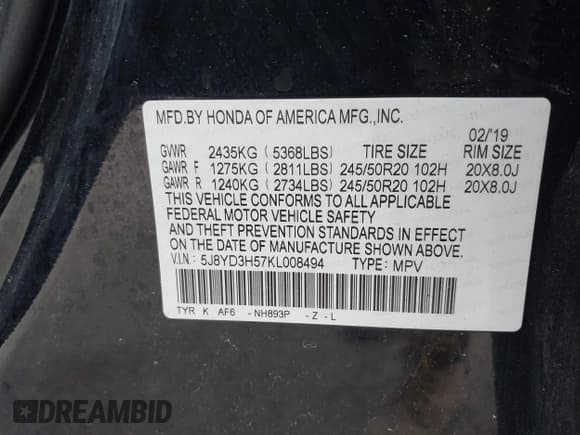 MFD.BY HONDA OF AMERICA MFG.,INC.
02/'19
GVWR 2435KG ( 5368LBS) TIRE SIZE RIM SIZE
GAWR F 1275KG ( 2811LBS) 245/50R20 102H 20X8.0J
GAWR R 1240KG ( 2734LBS) 245/50R20 102H 20X8.0J
THIS VEHICLE CONFORMS TO ALL APPLICABLE
FEDERAL MOTOR VEHICLE SAFETY
AND THEFT PREVENTION STANDARDS IN EFFECT
ON THE DATE OF MANUFACTURE SHOWN ABOVE.
V.I.N: 5J8YD3H57KL008494 TYPE: MPV
TYR K AF6 - NH893P - Z - L
DREAMBID